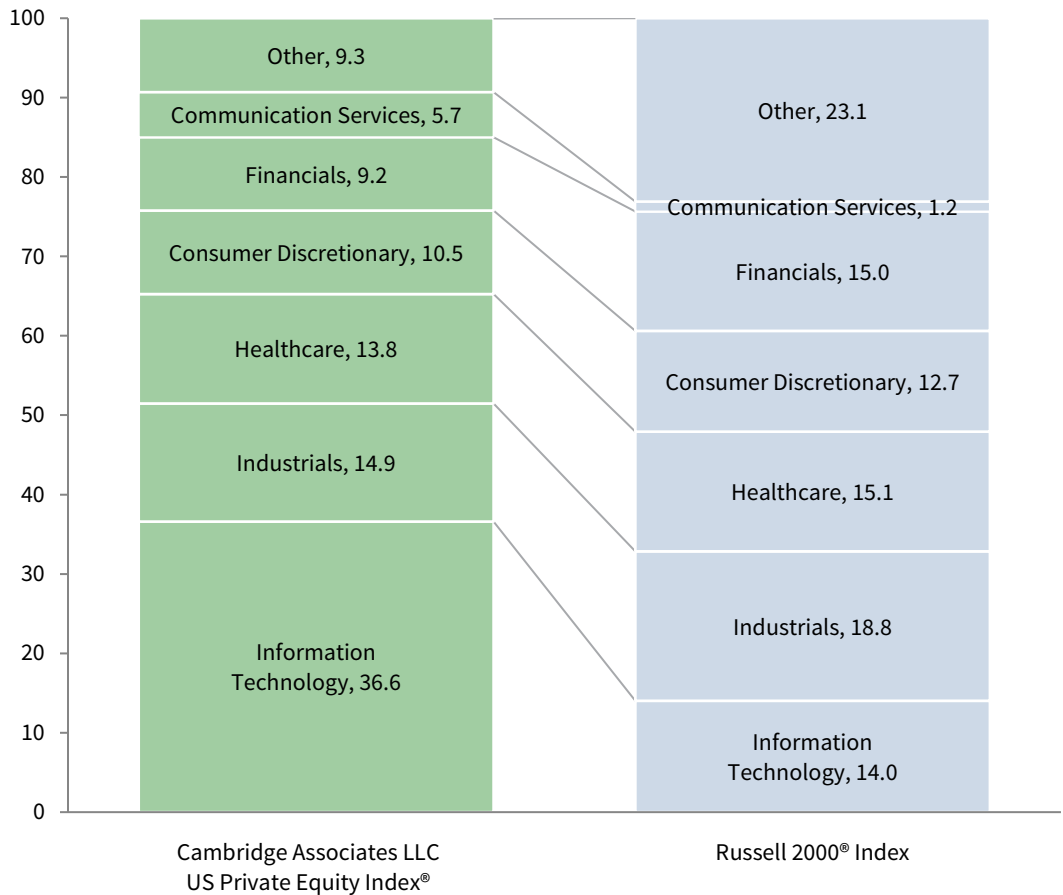 100
90
80
70
60
50
40
30
20
10
0
Other, 9.3
Communication Services, 5.7
Financials, 9.2
Consumer Discretionary, 10.5
Healthcare, 13.8
Industrials, 14.9
Information
Technology, 36.6
Other, 23.1
Communication Services, 1.2
Financials, 15.0
Consumer Discretionary, 12.7
Healthcare, 15.1
Industrials, 18.8
Information
Technology, 14.0
Cambridge Associates LLC
US Private Equity Index®
Russell 2000® Index